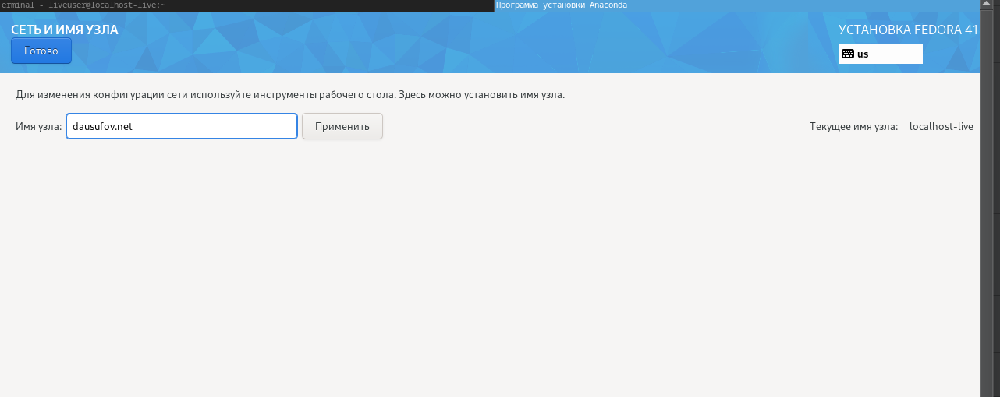 Terminal - liveuser@localhost-live:~
Программа установки Anaconda
СЕТЬ И ИМЯ УЗЛА
УСТАНОВКА FEDORA 41
Готово
us
Для изменения конфигурации сети используйте инструменты рабочего стола. Здесь можно установить имя узла.
Имя узла: dausufov.net Применить Текущее имя узла: localhost-live